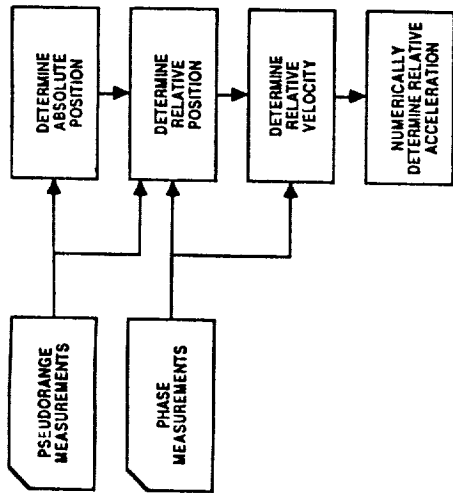 PSEUDORANGE
MEASUREMENTS
PHASE
MEASUREMENTS
DETERMINE
ABSOLUTE
POSITION
DETERMINE
RELATIVE
POSITION
DETERMINE
RELATIVE
VELOCITY
NUMERICALLY
DETERMINE RELATIVE
ACCELERATION